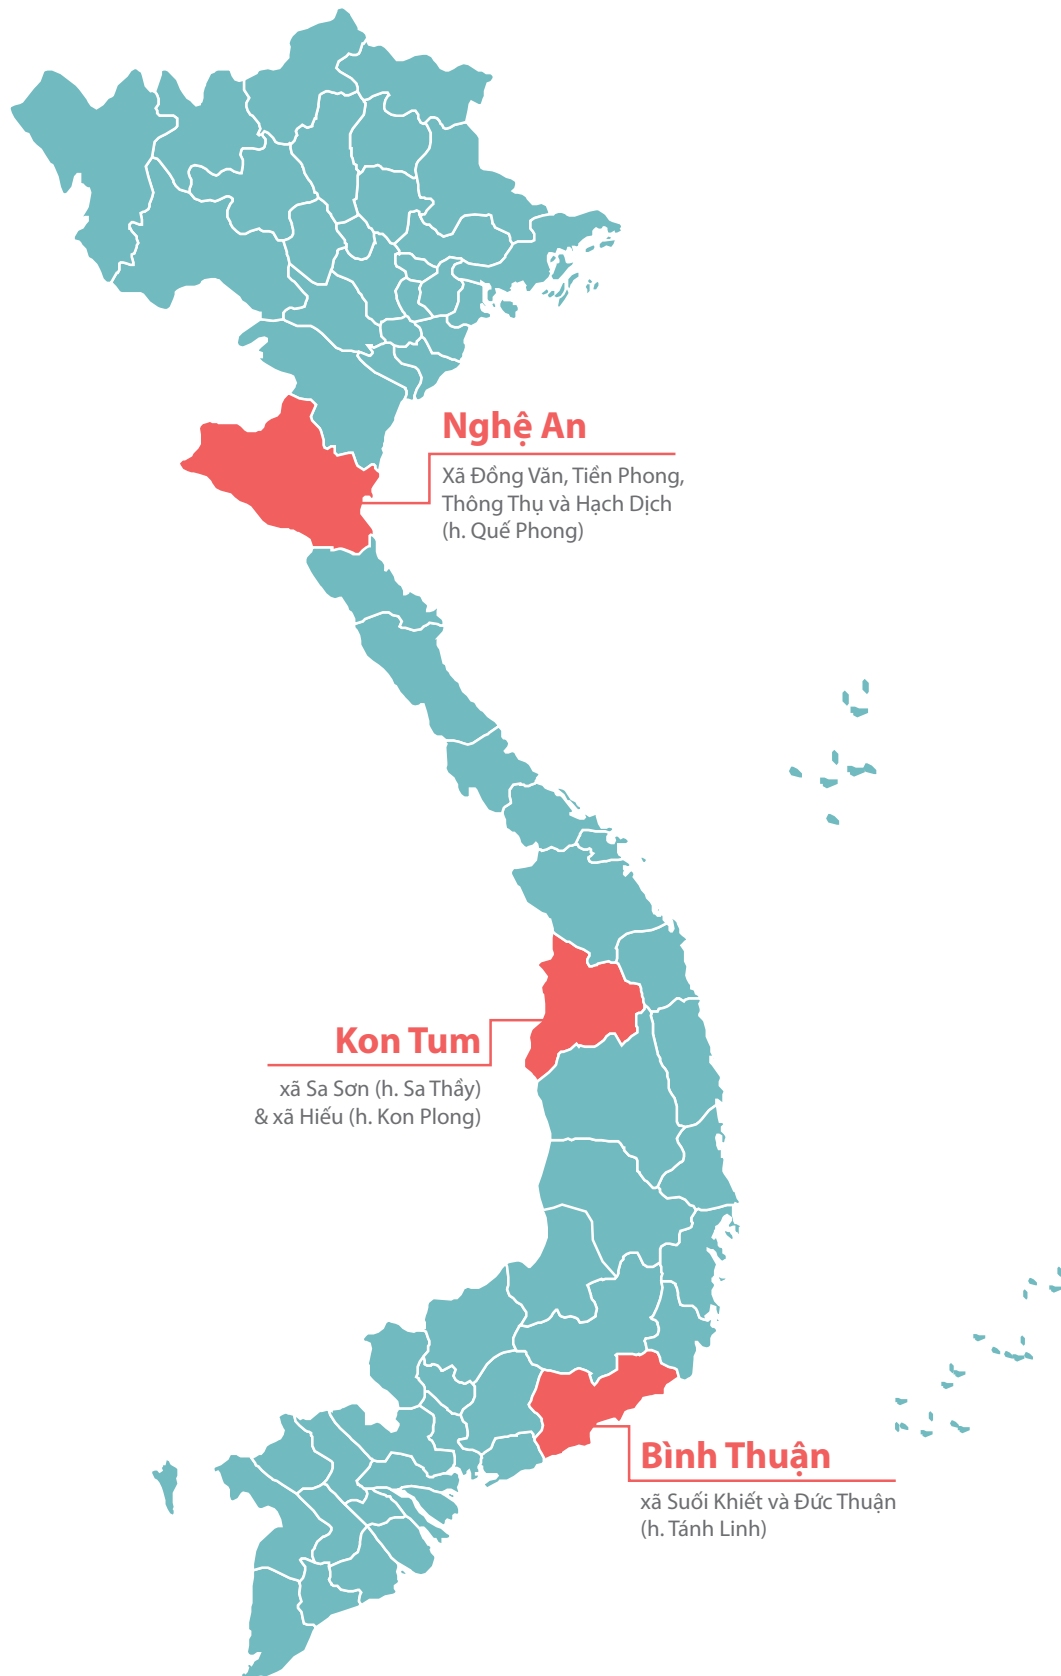 Nghệ An
Xã Đồng Văn, Tiền Phong,
Thông Thụ và Hạch Dịch
(h. Quế Phong)
Kon Tum
xã Sa Sơn (h. Sa Thầy)
& xã Hiếu (h. Kon Plong)
Bình Thuận
xã Suối Khiết và Đức Thuận
(h. Tánh Linh)